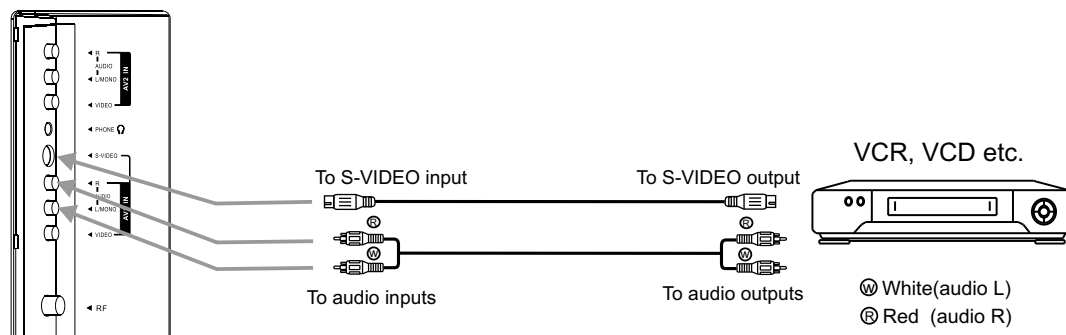 R
AUDIO
L/MONO
AV2 IN
VIDEO
PHONE
S-VIDEO
R
AUDIO
L/MONO
IN
VIDEO
RF
To S-VIDEO input
To S-VIDEO output
R
R
W
W
To audio inputs
To audio outputs
VCR, VCD etc.
W White(audio L)
R Red (audio R)